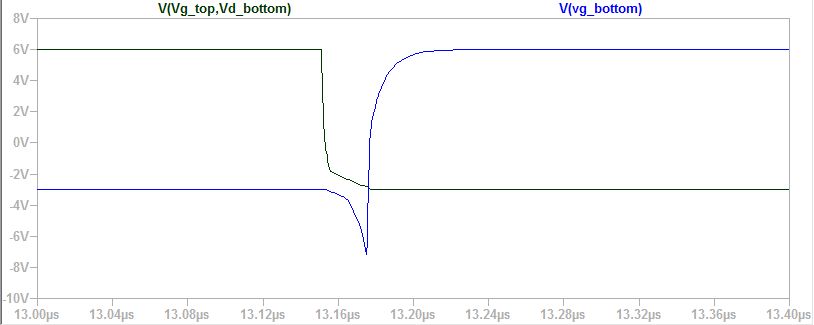 V(Vg_top,Vd_bottom) V(vg_bottom)
8V
6V
4V
2V
0V
-2V
-4V
-6V
-8V
-10V
13.00µs 13.04µs 13.08µs 13.12µs 13.16µs 13.20µs 13.24µs 13.28µs 13.32µs 13.36µs 13.40µs